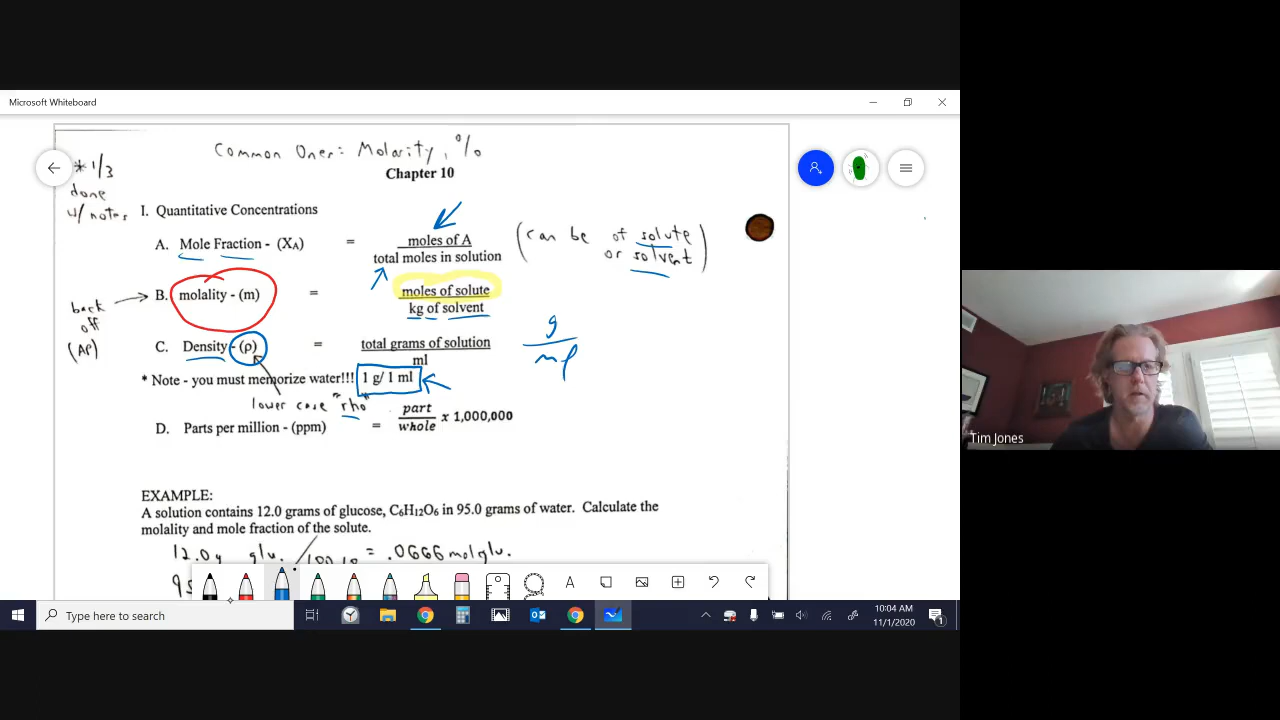 Microsoft Whiteboard
Common Ones: Molarity, %
* 1/3
done
w/ notes
Chapter 10
I. Quantitative Concentrations
A. Mole Fraction - (XA) = moles of A
total moles in solution
(can be of solute
or solvent)
B. molality - (m) = moles of solute
kg of solvent
back
off
(AP)
C. Density - (ρ) = total grams of solution
ml
g
ml
* Note - you must memorize water!!! 1 g/ 1 ml
lower case "rho"
D. Parts per million - (ppm) = part
whole x 1,000,000
EXAMPLE:
A solution contains 12.0 grams of glucose, C6H12O6 in 95.0 grams of water. Calculate the
molality and mole fraction of the solute.
12.0g glu. = .0666 mol glu.
Tim Jones
Type here to search
10:04 AM
11/1/2020